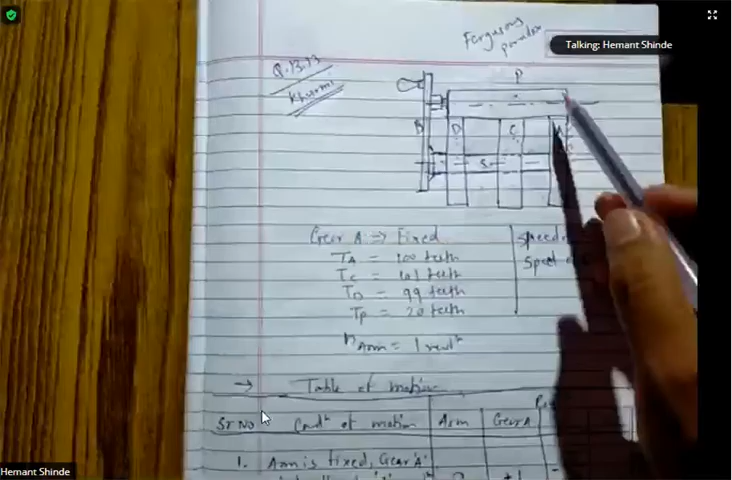 Talking: Hemant Shinde
Fergusons
paradox
Q.13.13
Khurmi
P
B
D
C
S
Gear A => Fixed
TA = 100 teeth
TC = 101 teeth
TD = 99 teeth
TP = 20 teeth
Speed
Speed
nArm = 1 revn
→ Table of motion
Sr No Condn of motion Arm Gear A
1. Arm is fixed, Gear 'A' +1
Hemant Shinde